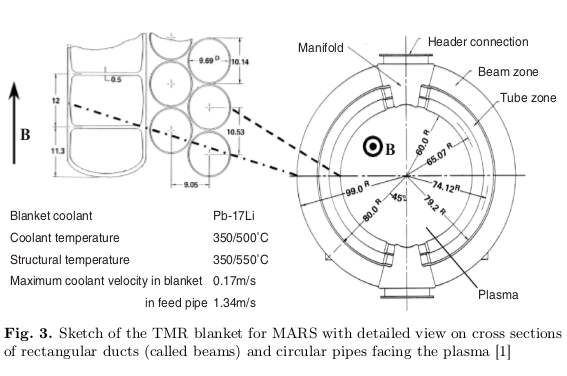 0.5
12
11.3
B
9.69 D
10.14
10.53
9.05
Manifold
Header connection
Beam zone
Tube zone
B
60.0 R
65.07 R
74.12R
79.2 R
99.0 R
80.0 R
45°
Plasma
Blanket coolant Pb-17Li
Coolant temperature 350/500°C
Structural temperature 350/550°C
Maximum coolant velocity in blanket 0.17m/s
in feed pipe 1.34m/s
Fig. 3. Sketch of the TMR blanket for MARS with detailed view on cross sections
of rectangular ducts (called beams) and circular pipes facing the plasma [1]